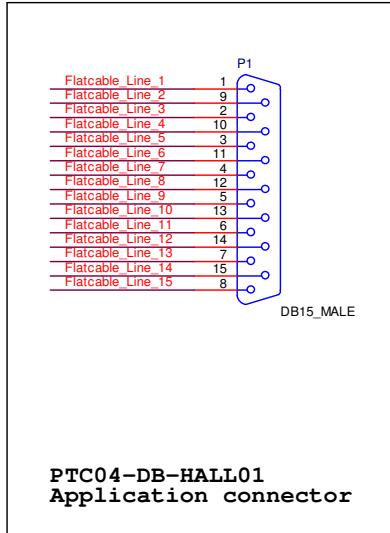 P1
Flatcable_Line_1 1
Flatcable_Line_2 9
Flatcable_Line_3 2
Flatcable_Line_4 10
Flatcable_Line_5 3
Flatcable_Line_6 11
Flatcable_Line_7 4
Flatcable_Line_8 12
Flatcable_Line_9 5
Flatcable_Line_10 13
Flatcable_Line_11 6
Flatcable_Line_12 14
Flatcable_Line_13 7
Flatcable_Line_14 15
Flatcable_Line_15 8
DB15_MALE
PTC04-DB-HALL01
Application connector